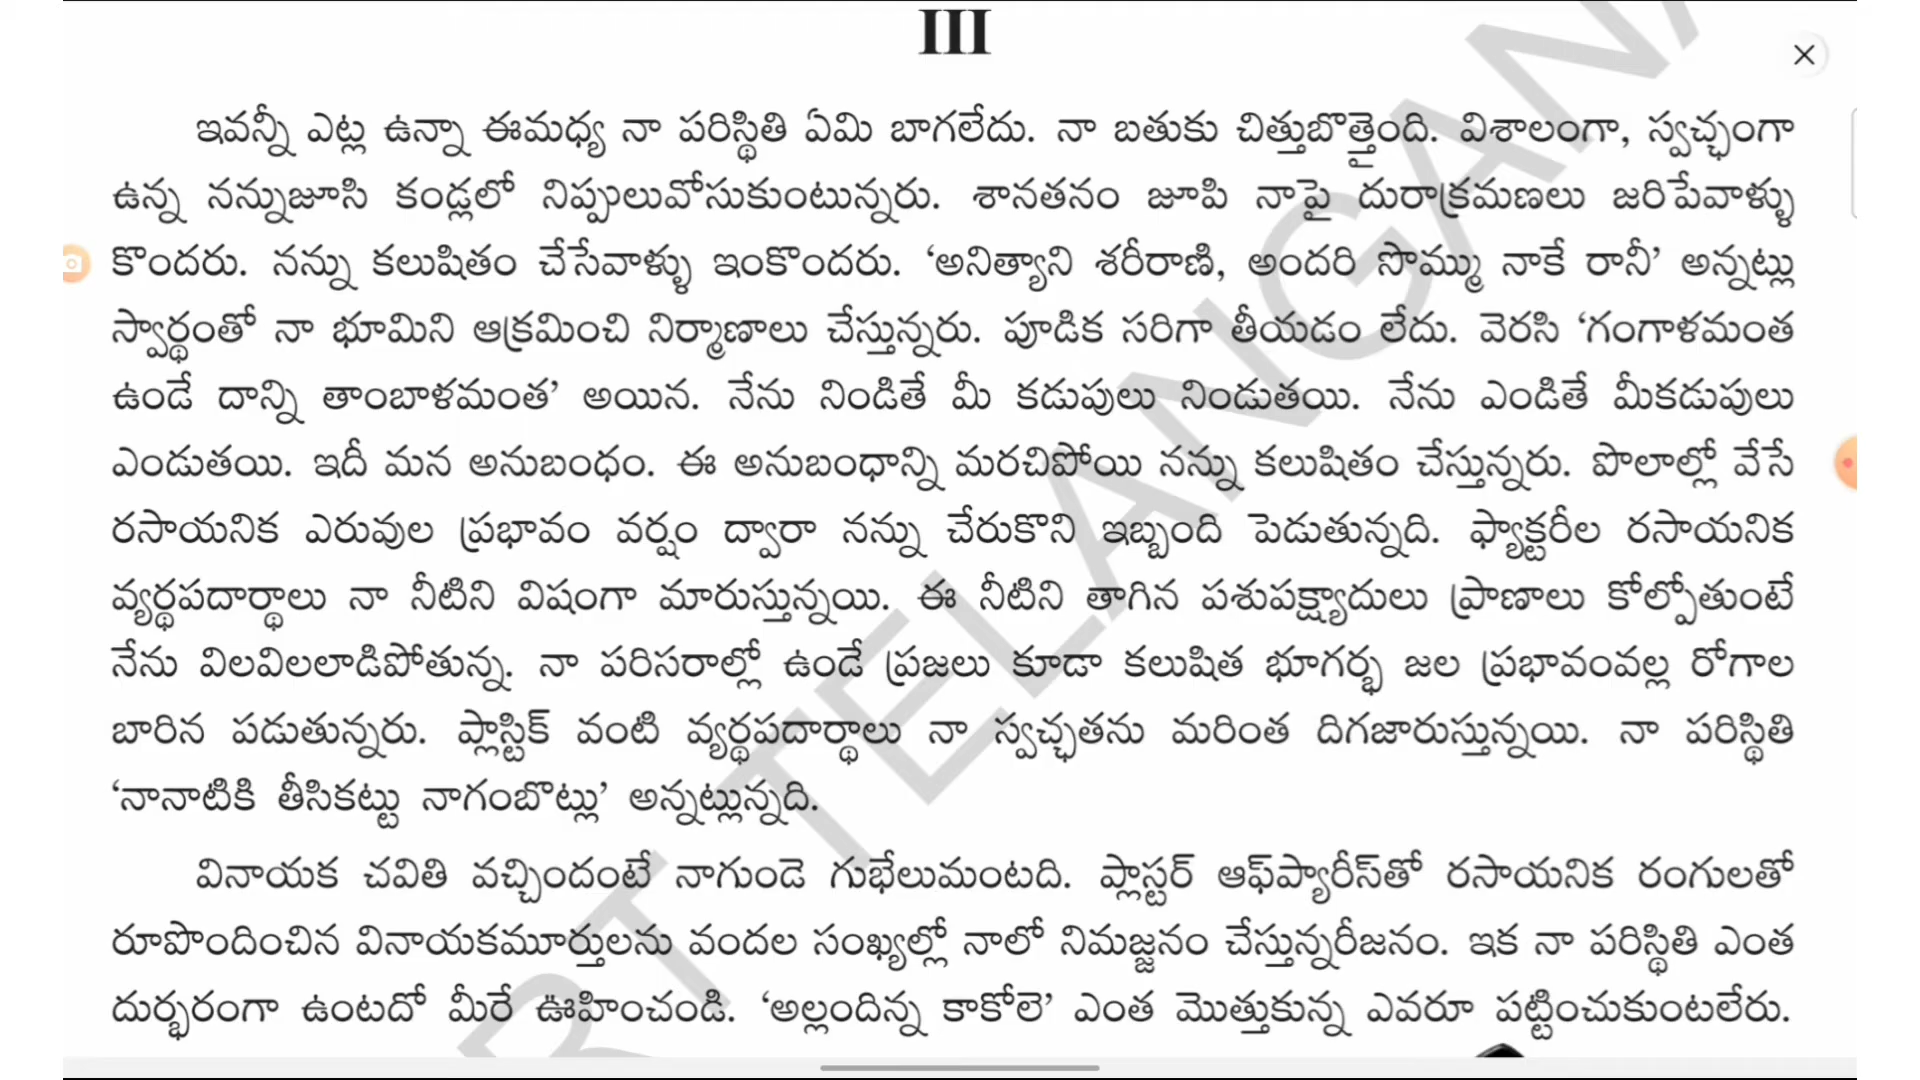 III
ఇవన్నీ ఎట్ల ఉన్నా ఈమధ్య నా పరిస్థితి ఏమి బాగలేదు. నా బతుకు చిత్తుబొత్తైంది. విశాలంగా, స్వచ్ఛంగా
ఉన్న నన్నుజూసి కండ్లలో నిప్పులువోసుకుంటున్నరు. శానతనం జూపి నాపై దురాక్రమణలు జరిపేవాళ్ళు
కొందరు. నన్ను కలుషితం చేసేవాళ్ళు ఇంకొందరు. ‘అనిత్యాని శరీరాణి, అందరి సొమ్ము నాకే రానీ’ అన్నట్లు
స్వార్థంతో నా భూమిని ఆక్రమించి నిర్మాణాలు చేస్తున్నరు. పూడిక సరిగా తీయడం లేదు. వెరసి ‘గంగాళమంత
ఉండే దాన్ని తాంబాళమంత’ అయిన. నేను నిండితే మీ కడుపులు నిండుతయి. నేను ఎండితే మీకడుపులు
ఎండుతయి. ఇదీ మన అనుబంధం. ఈ అనుబంధాన్ని మరచిపోయి నన్ను కలుషితం చేస్తున్నరు. పొలాల్లో వేసే
రసాయనిక ఎరువుల ప్రభావం వర్షం ద్వారా నన్ను చేరుకొని ఇబ్బంది పెడుతున్నది. ఫ్యాక్టరీల రసాయనిక
వ్యర్థపదార్థాలు నా నీటిని విషంగా మారుస్తున్నయి. ఈ నీటిని తాగిన పశుపక్ష్యాదులు ప్రాణాలు కోల్పోతుంటే
నేను విలవిలలాడిపోతున్న. నా పరిసరాల్లో ఉండే ప్రజలు కూడా కలుషిత భూగర్భ జల ప్రభావంవల్ల రోగాల
బారిన పడుతున్నరు. ప్లాస్టిక్ వంటి వ్యర్థపదార్థాలు నా స్వచ్ఛతను మరింత దిగజారుస్తున్నయి. నా పరిస్థితి
‘నానాటికి తీసికట్టు నాగంబొట్లు’ అన్నట్లున్నది.
వినాయక చవితి వచ్చిందంటే నాగుండె గుభేలుమంటది. ప్లాస్టర్ ఆఫ్‌ప్యారీస్‌తో రసాయనిక రంగులతో
రూపొందించిన వినాయకమూర్తులను వందల సంఖ్యల్లో నాలో నిమజ్జనం చేస్తున్నరీజనం. ఇక నా పరిస్థితి ఎంత
దుర్భరంగా ఉంటదో మీరే ఊహించండి. ‘అల్లందిన్న కాకోలె’ ఎంత మొత్తుకున్న ఎవరూ పట్టించుకుంటలేరు.
RT TELANGANA